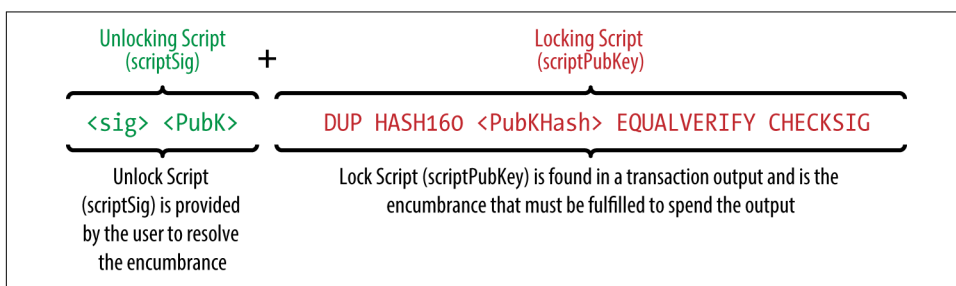 Unlocking Script
(scriptSig)
+
Locking Script
(scriptPubKey)
<sig> <PubK>
DUP HASH160 <PubKHash> EQUALVERIFY CHECKSIG
Unlock Script
(scriptSig) is provided
by the user to resolve
the encumbrance
Lock Script (scriptPubKey) is found in a transaction output and is the
encumbrance that must be fulfilled to spend the output